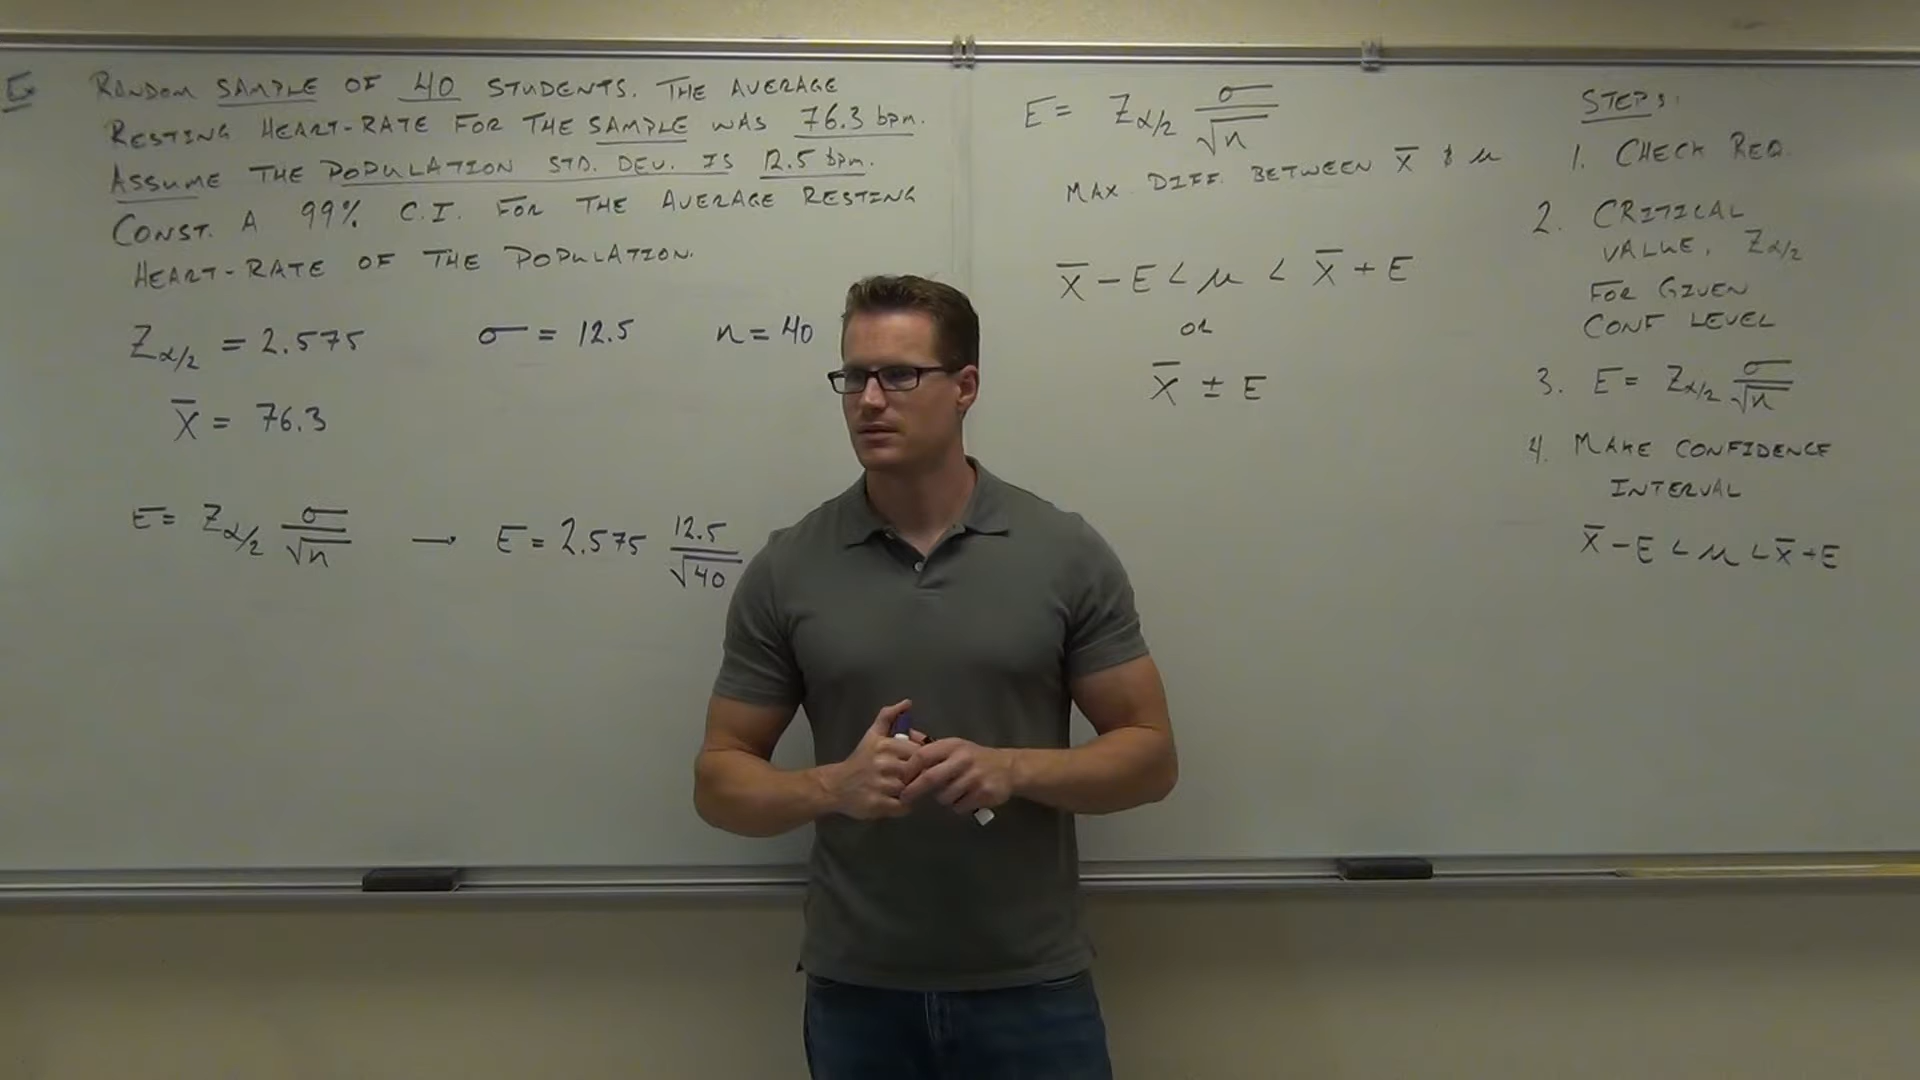 Ex RANDOM SAMPLE OF 40 STUDENTS. THE AVERAGE
RESTING HEART-RATE FOR THE SAMPLE WAS 76.3 bpm.
ASSUME THE POPULATION STD. DEV. IS 12.5 bpm.
CONST. A 99% C.I. FOR THE AVERAGE RESTING
HEART-RATE OF THE POPULATION.
Zα/2 = 2.575 σ = 12.5 n = 40
x̄ = 76.3
E = Zα/2 σ/√n → E = 2.575 12.5/√40
E = Zα/2 σ/√n
MAX. DIFF. BETWEEN x̄ & μ
x̄ - E < μ < x̄ + E
OR
x̄ ± E
STEPS:
1. CHECK REQ.
2. CRITICAL
VALUE, Zα/2
FOR GIVEN
CONF LEVEL
3. E = Zα/2 σ/√n
4. MAKE CONFIDENCE
INTERVAL
x̄ - E < μ < x̄ + E